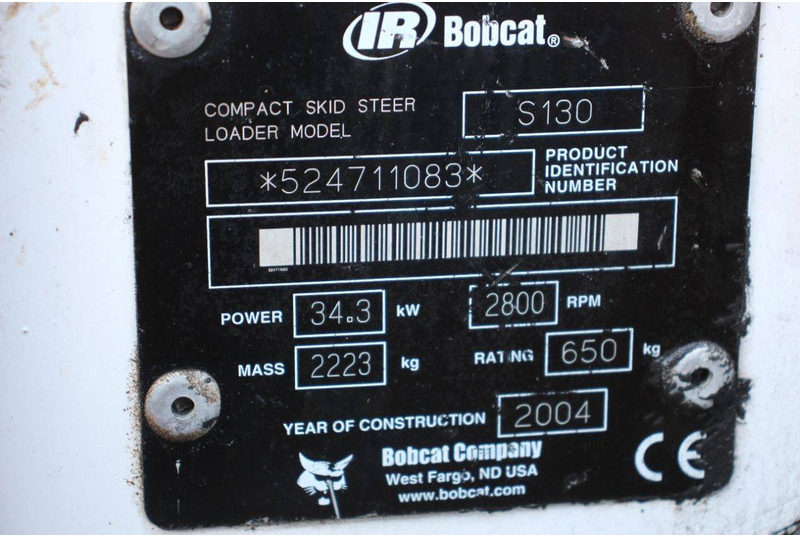 IR Bobcat®
COMPACT SKID STEER
LOADER MODEL
S130
*524711083*
PRODUCT
IDENTIFICATION
NUMBER
POWER 34.3 kW 2800 RPM
MASS 2223 kg RATING 650 kg
YEAR OF CONSTRUCTION 2004
Bobcat Company
West Fargo, ND USA
www.bobcat.com
CE